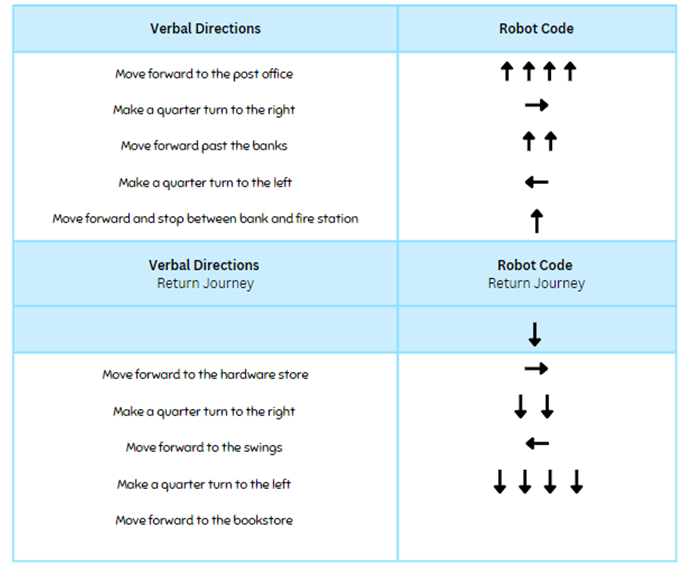 Verbal Directions Robot Code
Move forward to the post office ↑ ↑ ↑ ↑
Make a quarter turn to the right →
Move forward past the banks ↑ ↑
Make a quarter turn to the left ←
Move forward and stop between bank and fire station ↑
Verbal Directions Robot Code
Return Journey Return Journey
↓
Move forward to the hardware store →
Make a quarter turn to the right ↓ ↓
Move forward to the swings ←
Make a quarter turn to the left ↓ ↓ ↓ ↓
Move forward to the bookstore